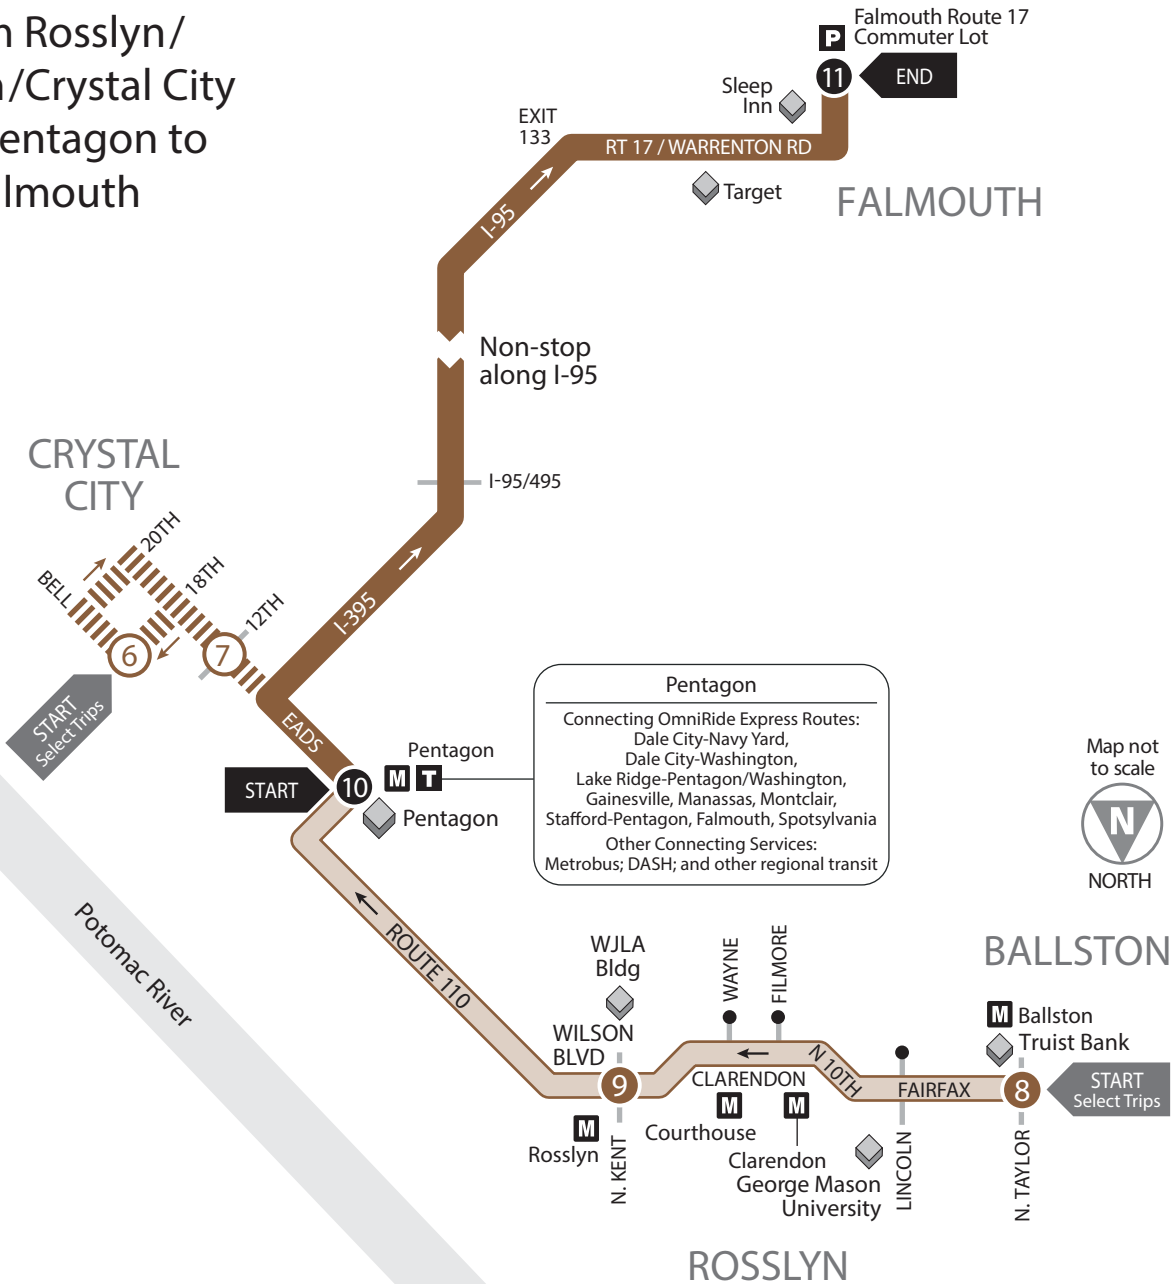 n Rosslyn/
/Crystal City
entagon to
lmouth
Falmouth Route 17
Commuter Lot
P
11
END
Sleep
Inn
EXIT
133
RT 17 / WARRENTON RD
Target
FALMOUTH
I-95
Non-stop
along I-95
I-95/495
CRYSTAL
CITY
20TH
18TH
BELL
12TH
6
7
I-395
START
Select Trips
EADS
Pentagon
M T
START
10
Pentagon
Pentagon
Connecting OmniRide Express Routes:
Dale City-Navy Yard,
Dale City-Washington,
Lake Ridge-Pentagon/Washington,
Gainesville, Manassas, Montclair,
Stafford-Pentagon, Falmouth, Spotsylvania
Other Connecting Services:
Metrobus; DASH; and other regional transit
Map not
to scale
N
NORTH
Potomac River
ROUTE 110
WJLA
Bldg
WAYNE
FILMORE
BALLSTON
M Ballston
Truist Bank
WILSON
BLVD
9
CLARENDON
N 10TH
FAIRFAX
8
START
Select Trips
M
Rosslyn
N. KENT
M
Courthouse
M
Clarendon
George Mason
University
LINCOLN
N. TAYLOR
ROSSLYN